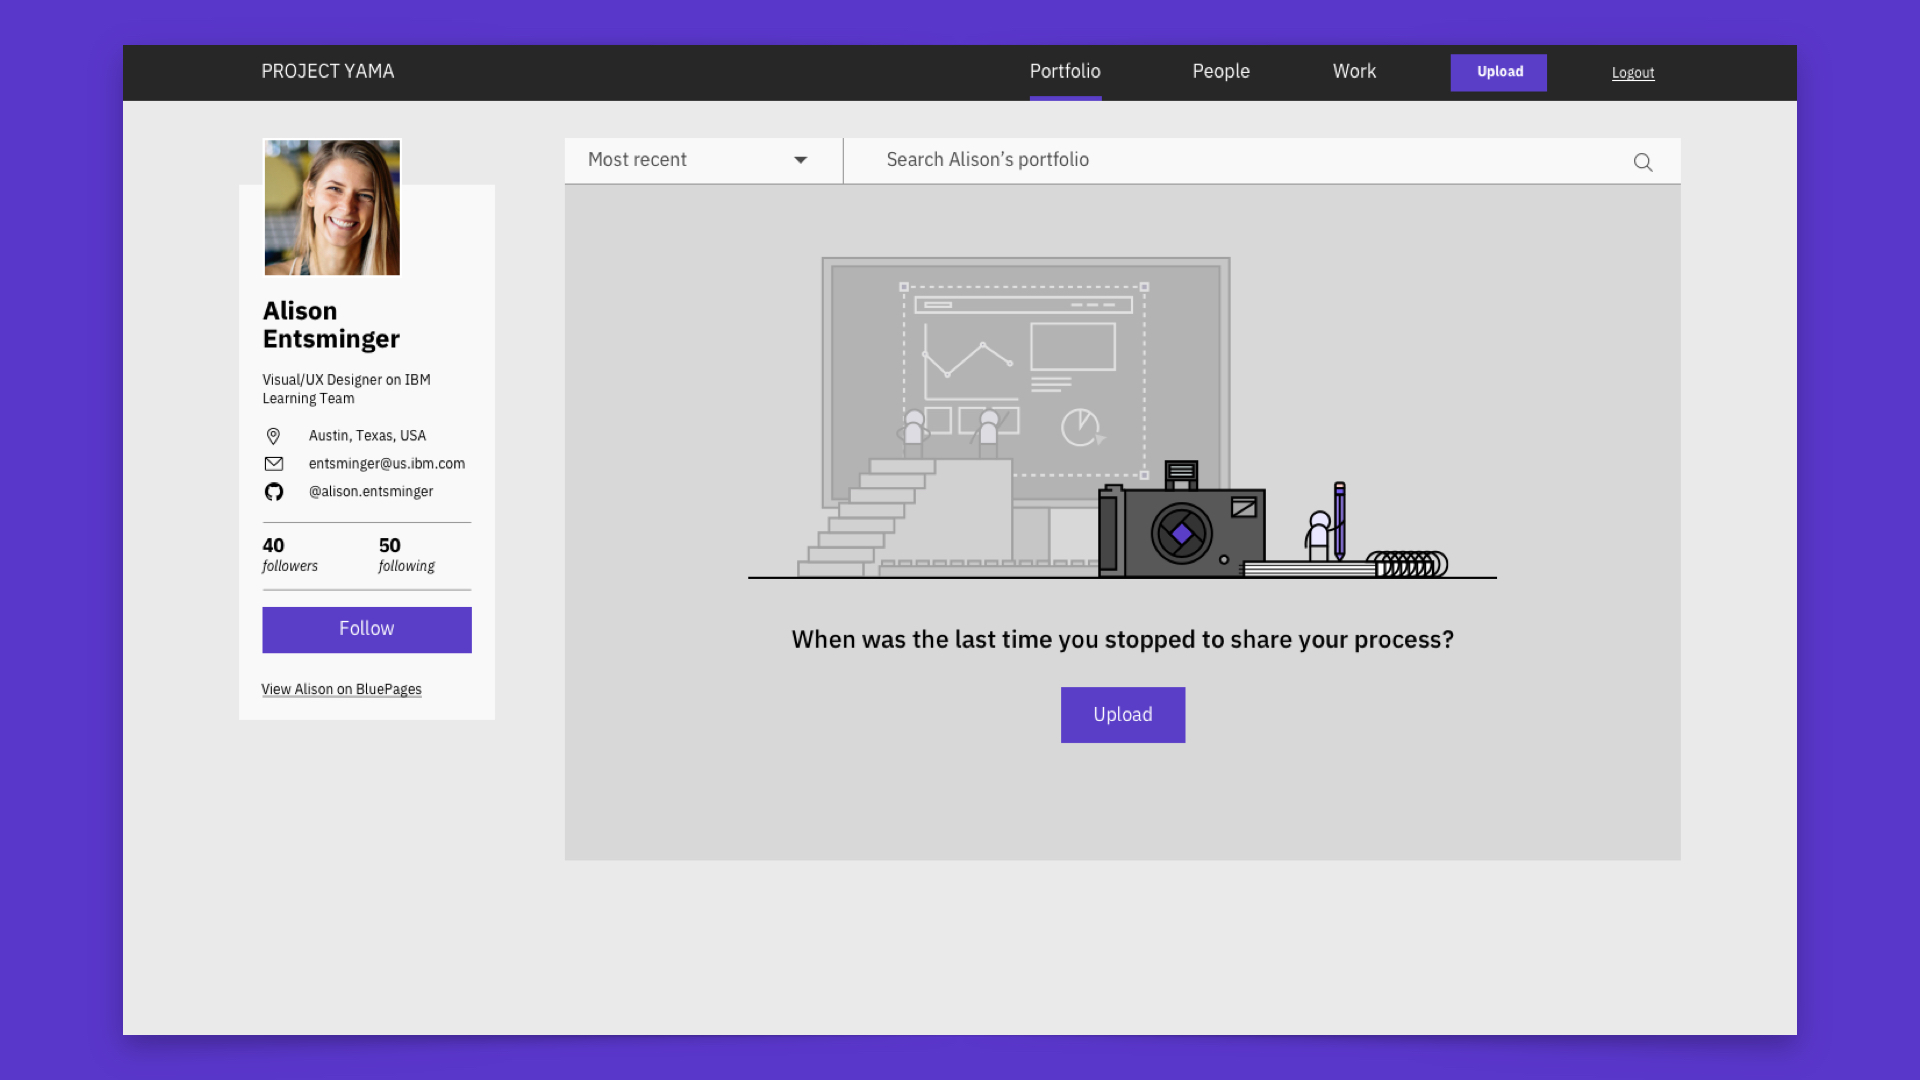 PROJECT YAMA
Portfolio
People
Work
Upload
Logout
Most recent
Search Alison’s portfolio
Alison
Entsminger
Visual/UX Designer on IBM
Learning Team
Austin, Texas, USA
entsminger@us.ibm.com
@alison.entsminger
40
followers
50
following
Follow
View Alison on BluePages
When was the last time you stopped to share your process?
Upload